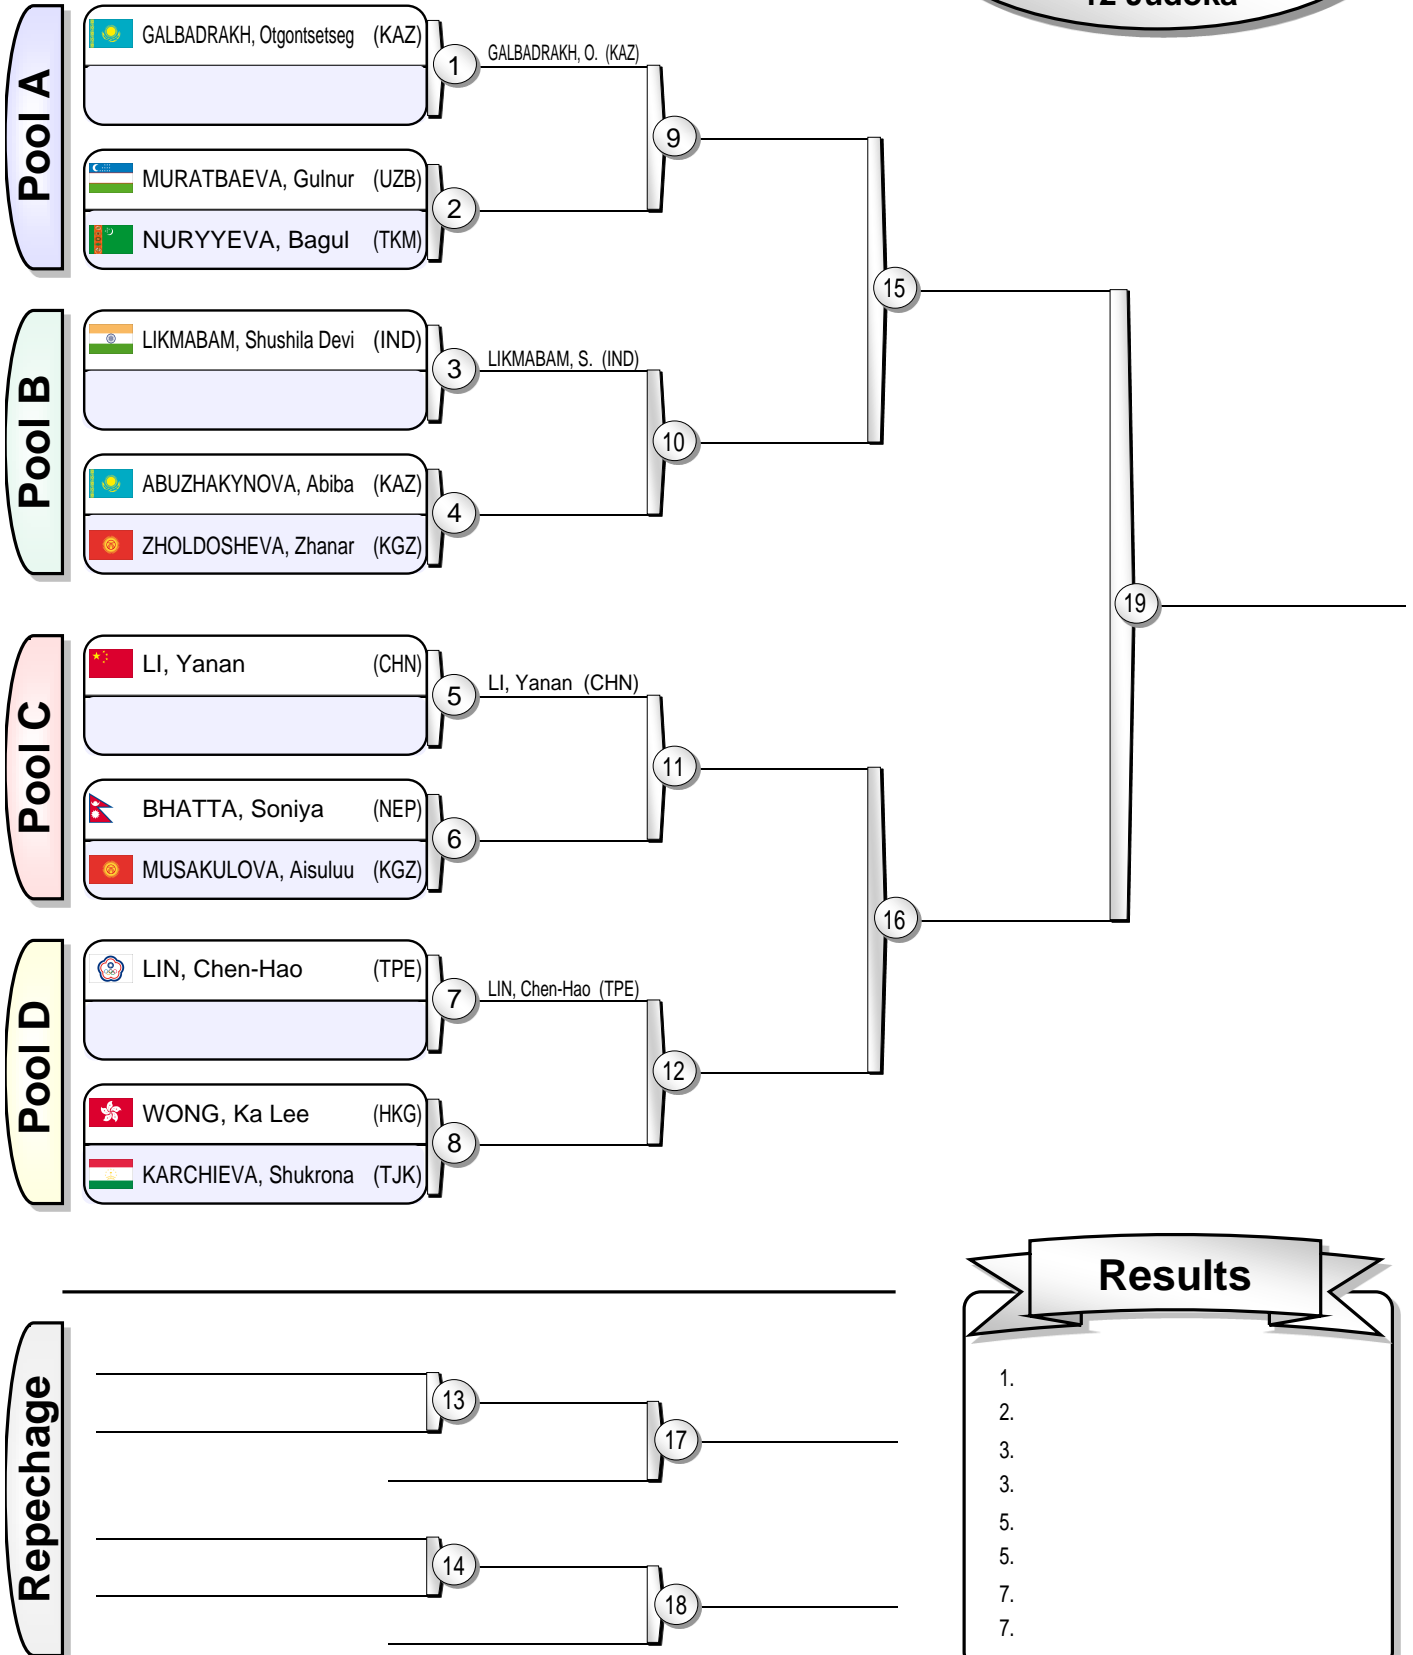 12 Judoka
Pool A
GALBADRAKH, Otgontsetseg (KAZ)
1
GALBADRAKH, O. (KAZ)
9
MURATBAEVA, Gulnur (UZB)
2
NURYYEVA, Bagul (TKM)
15
Pool B
LIKMABAM, Shushila Devi (IND)
3
LIKMABAM, S. (IND)
10
ABUZHAKYNOVA, Abiba (KAZ)
4
ZHOLDOSHEVA, Zhanar (KGZ)
19
Pool C
LI, Yanan (CHN)
5
LI, Yanan (CHN)
11
BHATTA, Soniya (NEP)
6
MUSAKULOVA, Aisuluu (KGZ)
16
Pool D
LIN, Chen-Hao (TPE)
7
LIN, Chen-Hao (TPE)
12
WONG, Ka Lee (HKG)
8
KARCHIEVA, Shukrona (TJK)
Repechage
13
17
14
18
Results
1.
2.
3.
3.
5.
5.
7.
7.